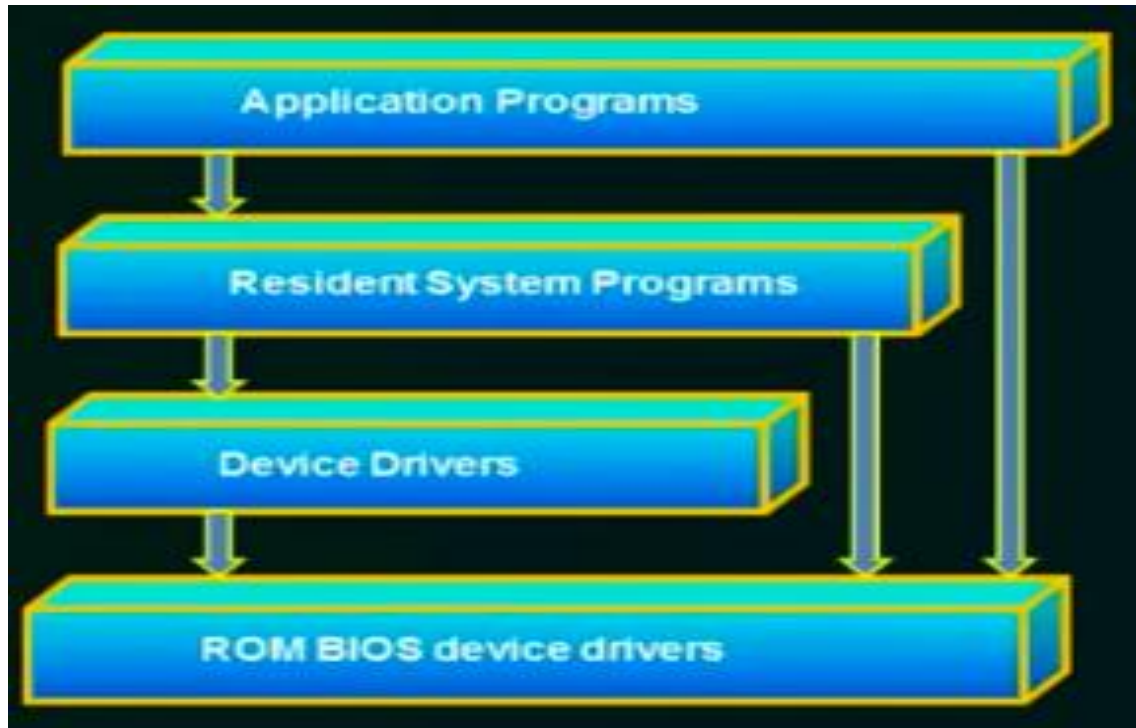 Application Programs
Resident System Programs
Device Drivers
ROM BIOS device drivers